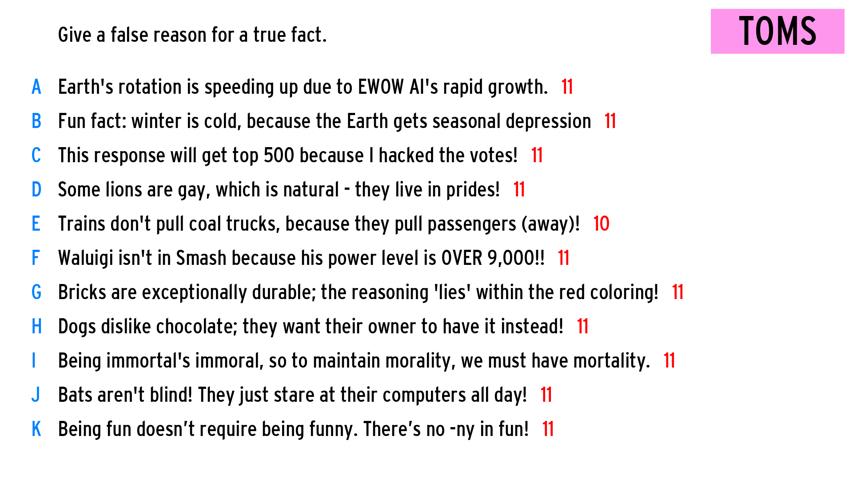 Give a false reason for a true fact.
TOMS
A Earth's rotation is speeding up due to EWOW AI's rapid growth. 11
B Fun fact: winter is cold, because the Earth gets seasonal depression 11
C This response will get top 500 because I hacked the votes! 11
D Some lions are gay, which is natural - they live in prides! 11
E Trains don't pull coal trucks, because they pull passengers (away)! 10
F Waluigi isn't in Smash because his power level is OVER 9,000!! 11
G Bricks are exceptionally durable; the reasoning 'lies' within the red coloring! 11
H Dogs dislike chocolate; they want their owner to have it instead! 11
I Being immortal's immoral, so to maintain morality, we must have mortality. 11
J Bats aren't blind! They just stare at their computers all day! 11
K Being fun doesn’t require being funny. There’s no -ny in fun! 11